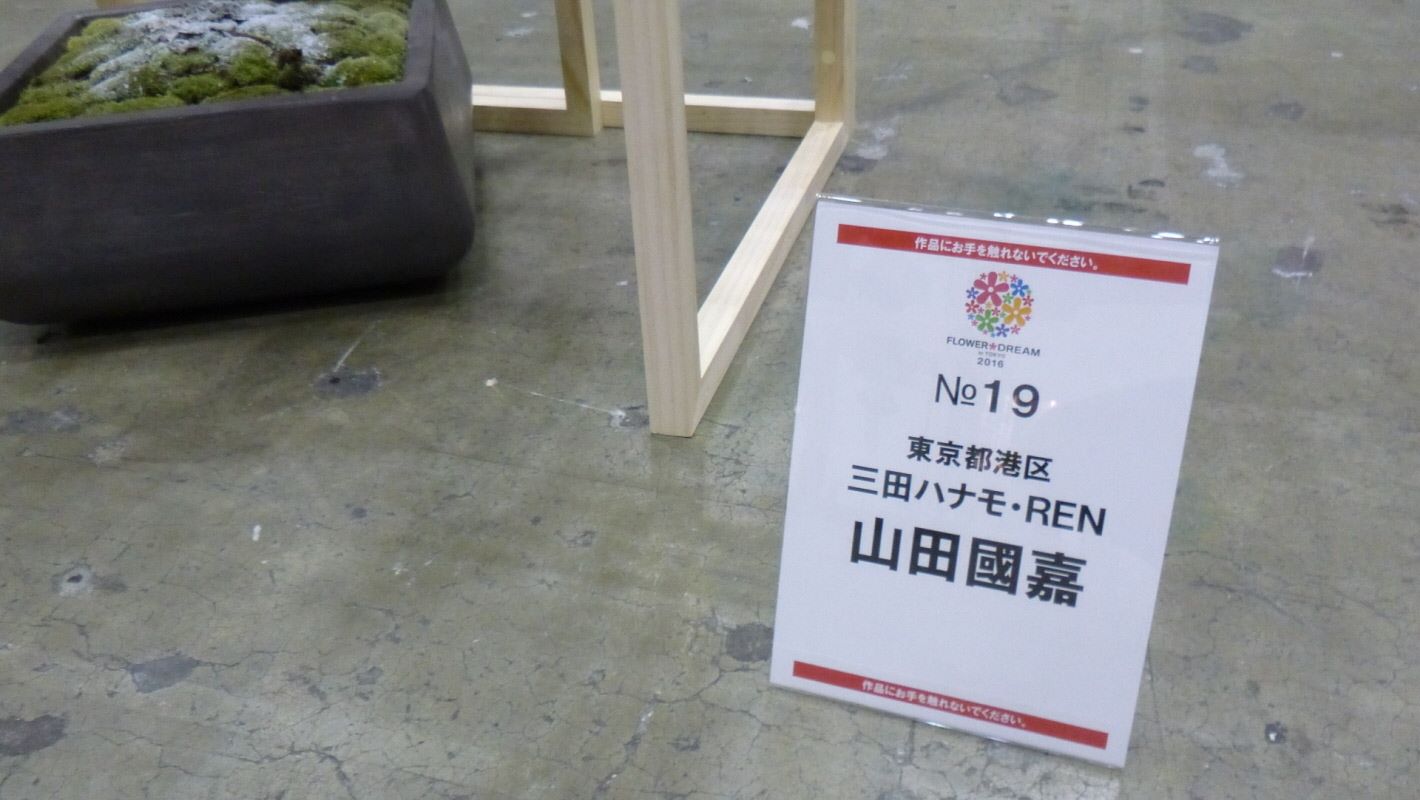 作品にお手を触れないでください。
FLOWER DREAM
in TOKYO
2016
№19
東京都港区
三田ハナモ・REN
山田國嘉
作品にお手を触れないでください。